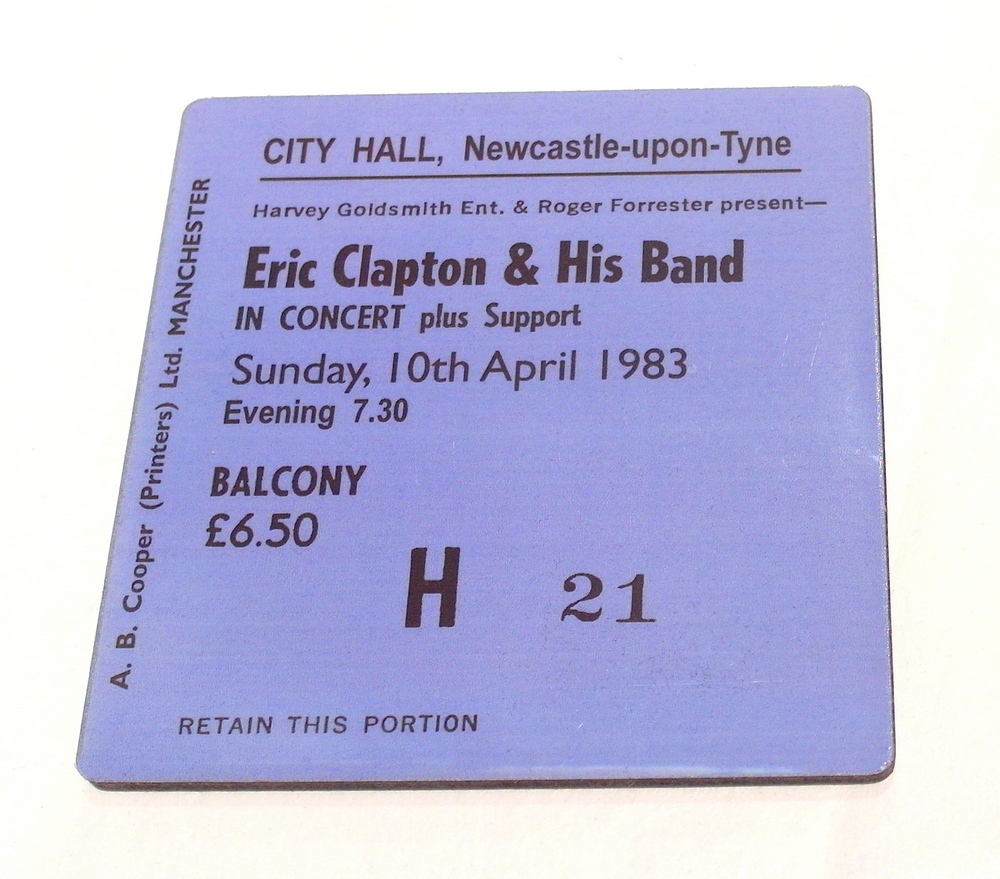 CITY HALL, Newcastle-upon-Tyne
Harvey Goldsmith Ent. & Roger Forrester present—
Eric Clapton & His Band
IN CONCERT plus Support
Sunday, 10th April 1983
Evening 7.30
BALCONY
£6.50
H 21
RETAIN THIS PORTION
A. B. Cooper (Printers) Ltd. MANCHESTER